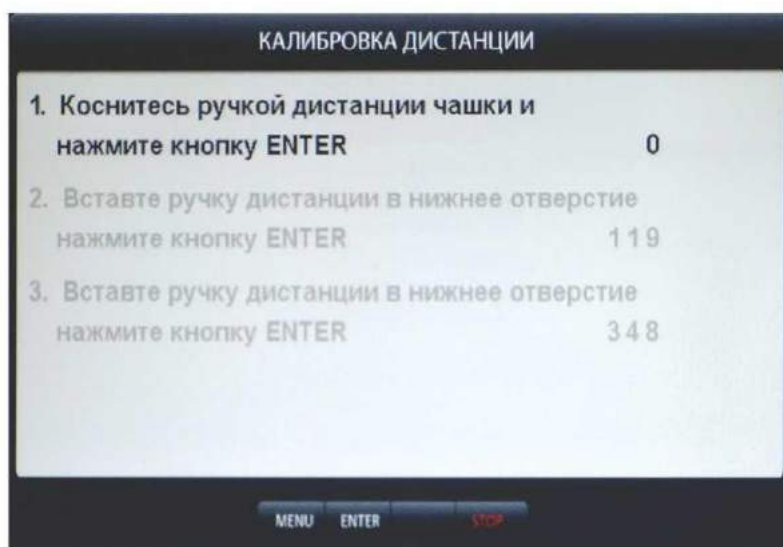 КАЛИБРОВКА ДИСТАНЦИИ
1. Коснитесь ручкой дистанции чашки и
нажмите кнопку ENTER 0
2. Вставте ручку дистанции в нижнее отверстие
нажмите кнопку ENTER 119
3. Вставте ручку дистанции в нижнее отверстие
нажмите кнопку ENTER 348
MENU ENTER STOP